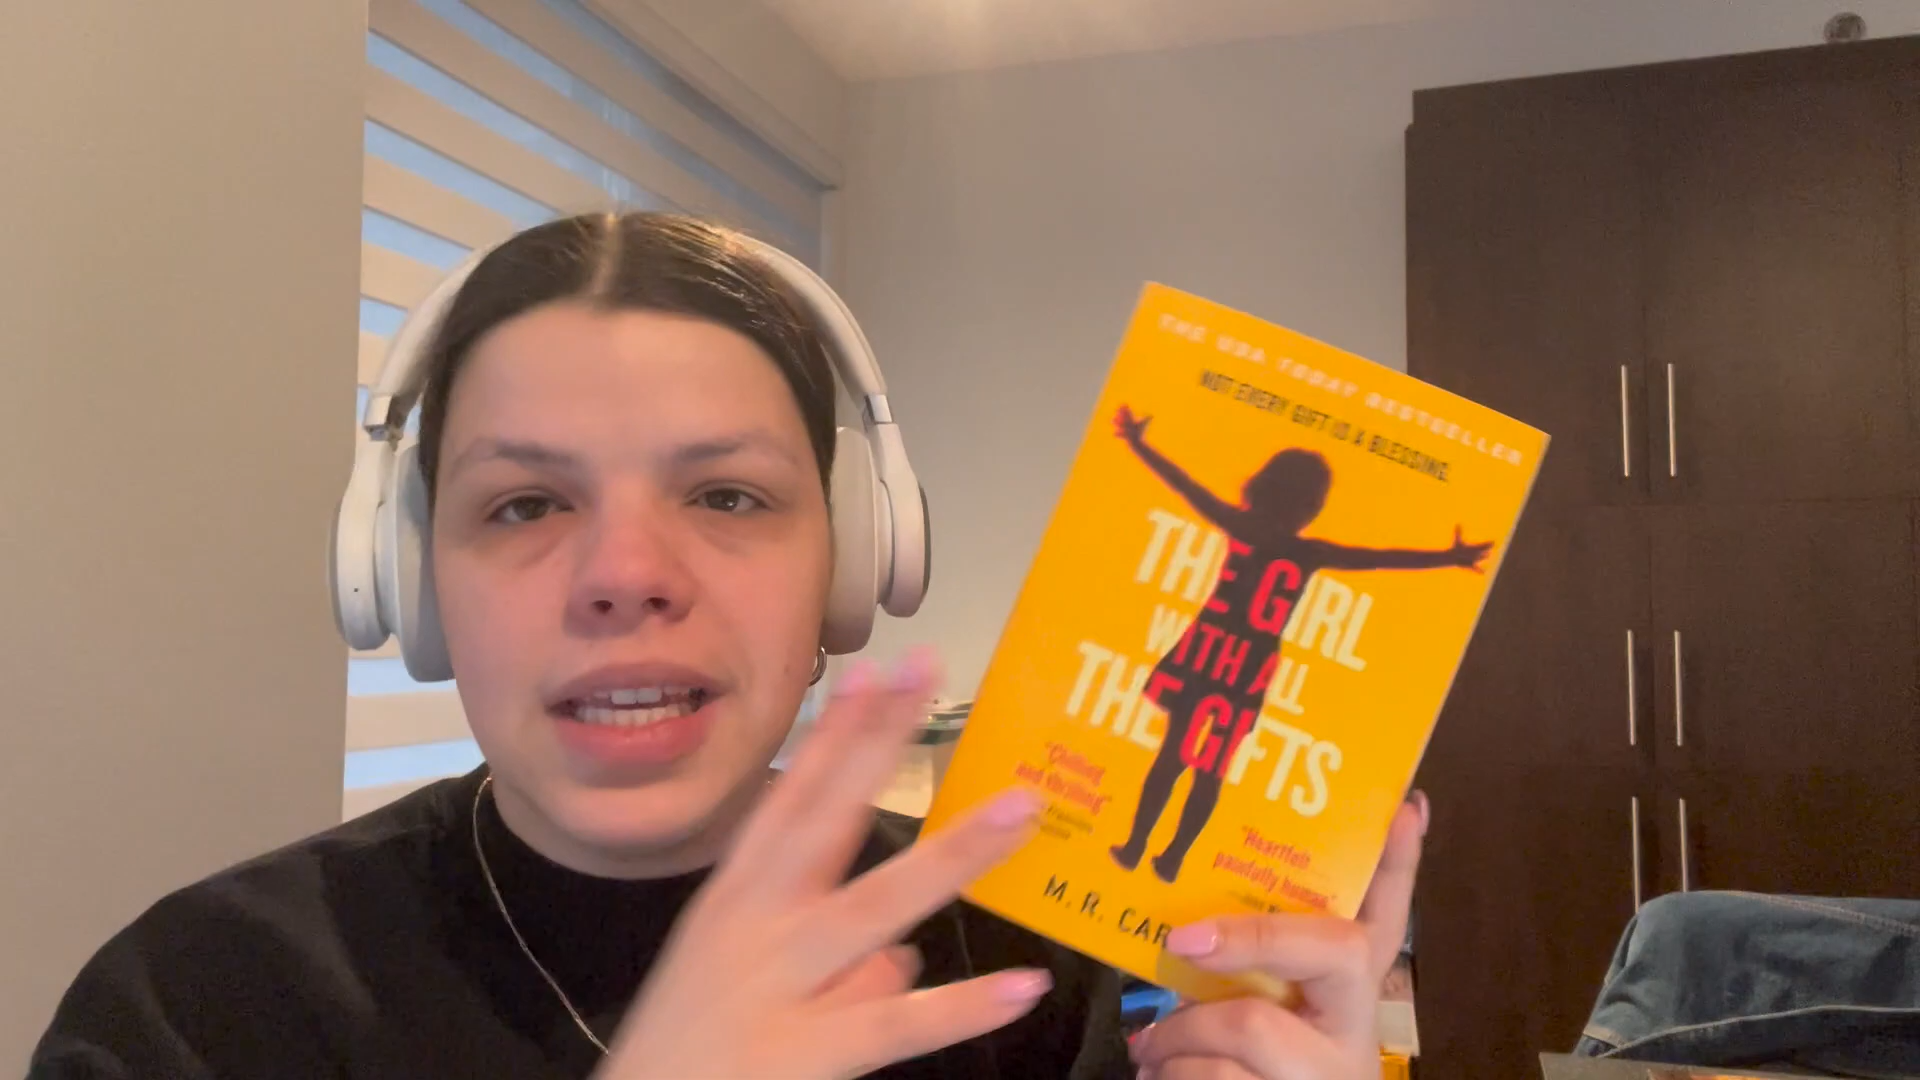 THE USA TODAY BESTSELLER
NOT EVERY GIFT IS A BLESSING.
THE GIRL
WITH ALL
THE GIFTS
"Chilling
and thrilling"
"Heartfelt
painfully human"
M. R. CAR